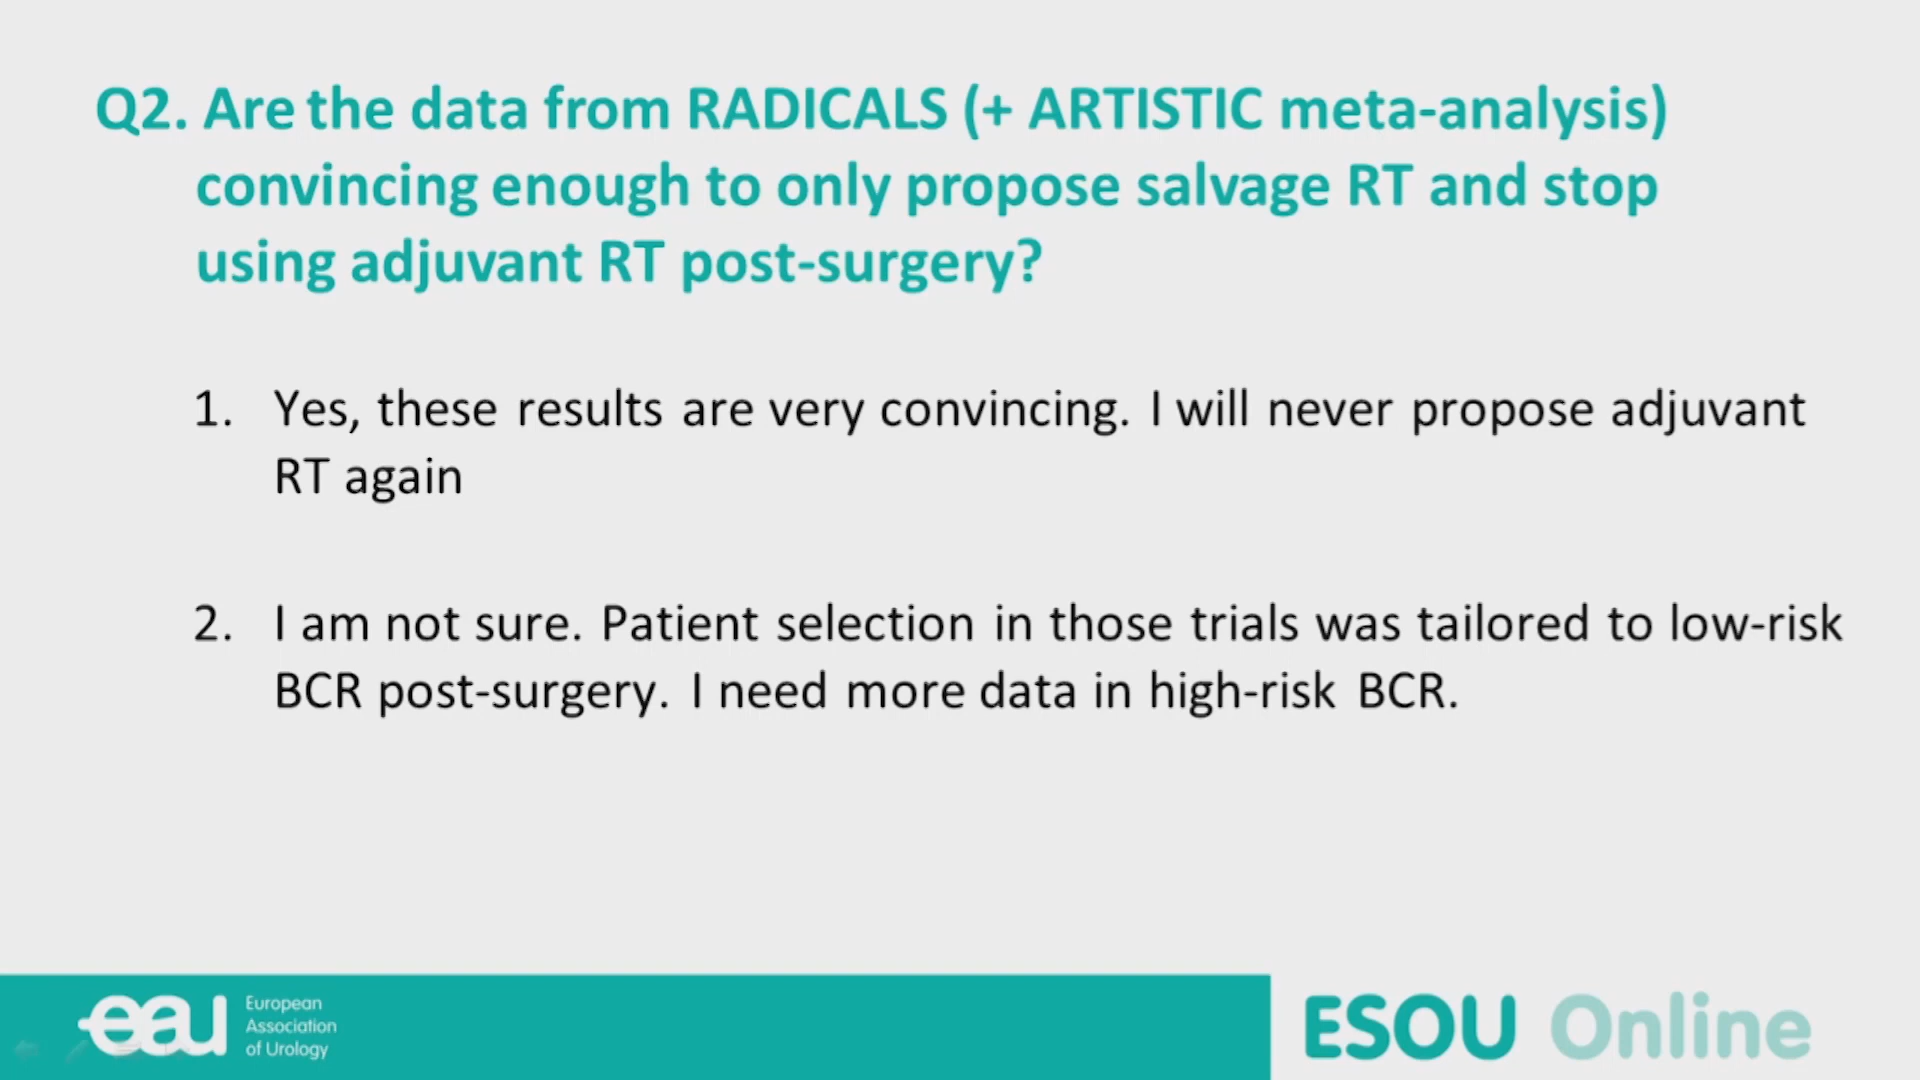 Q2. Are the data from RADICALS (+ ARTISTIC meta-analysis)
convincing enough to only propose salvage RT and stop
using adjuvant RT post-surgery?
1. Yes, these results are very convincing. I will never propose adjuvant
RT again
2. I am not sure. Patient selection in those trials was tailored to low-risk
BCR post-surgery. I need more data in high-risk BCR.
eau
European
Association
of Urology
ESOU Online